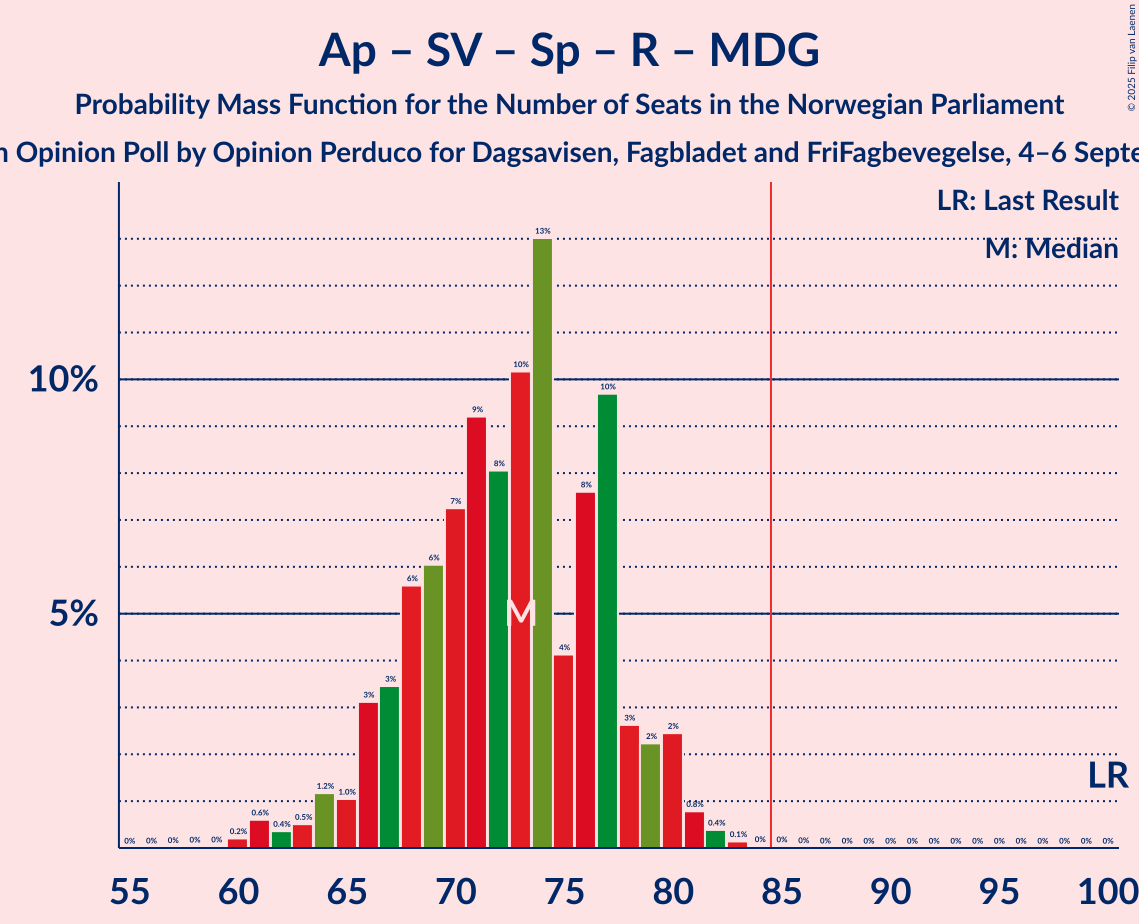 Ap – SV – Sp – R – MDG
Probability Mass Function for the Number of Seats in the Norwegian Parliament
Opinion Poll by Opinion Perduco for Dagsavisen, Fagbladet and FriFagbevegelse, 4–6
© 2025 Filip van Laenen
LR: Last Result
M: Median
10%
5%
0% 0% 0% 0% 0% 0.2% 0.6% 0.4% 0.5% 1.2% 1.0% 3% 3% 6% 6% 7% 9% 8% 10% 13% 4% 8% 10% 3% 2% 2% 0.8% 0.4% 0.1% 0% 0% 0% 0% 0% 0% 0% 0% 0% 0% 0% 0% 0% 0% 0% 0% 0%
M
LR
55 60 65 70 75 80 85 90 95 100